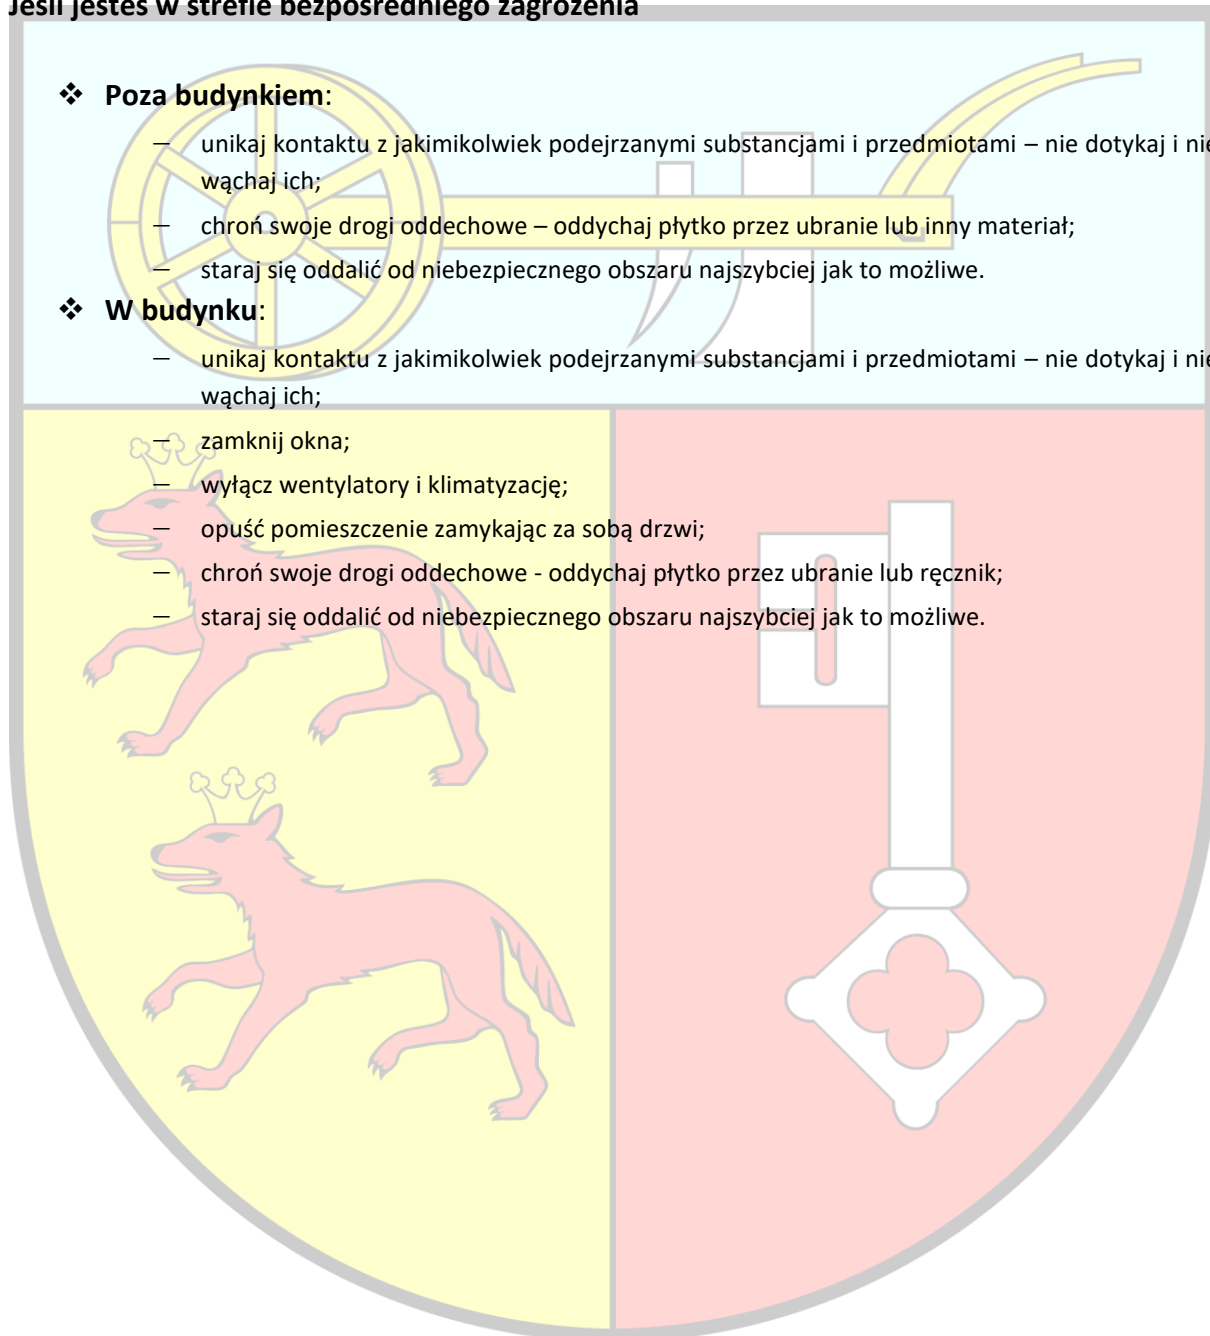 Jeśli jesteś w strefie bezpośredniego zagrożenia
❖ Poza budynkiem:
– unikaj kontaktu z jakimikolwiek podejrzanymi substancjami i przedmiotami – nie dotykaj i nie
wąchaj ich;
– chroń swoje drogi oddechowe – oddychaj płytko przez ubranie lub inny materiał;
– staraj się oddalić od niebezpiecznego obszaru najszybciej jak to możliwe.
❖ W budynku:
– unikaj kontaktu z jakimikolwiek podejrzanymi substancjami i przedmiotami – nie dotykaj i nie
wąchaj ich;
– zamknij okna;
– wyłącz wentylatory i klimatyzację;
– opuść pomieszczenie zamykając za sobą drzwi;
– chroń swoje drogi oddechowe - oddychaj płytko przez ubranie lub ręcznik;
– staraj się oddalić od niebezpiecznego obszaru najszybciej jak to możliwe.